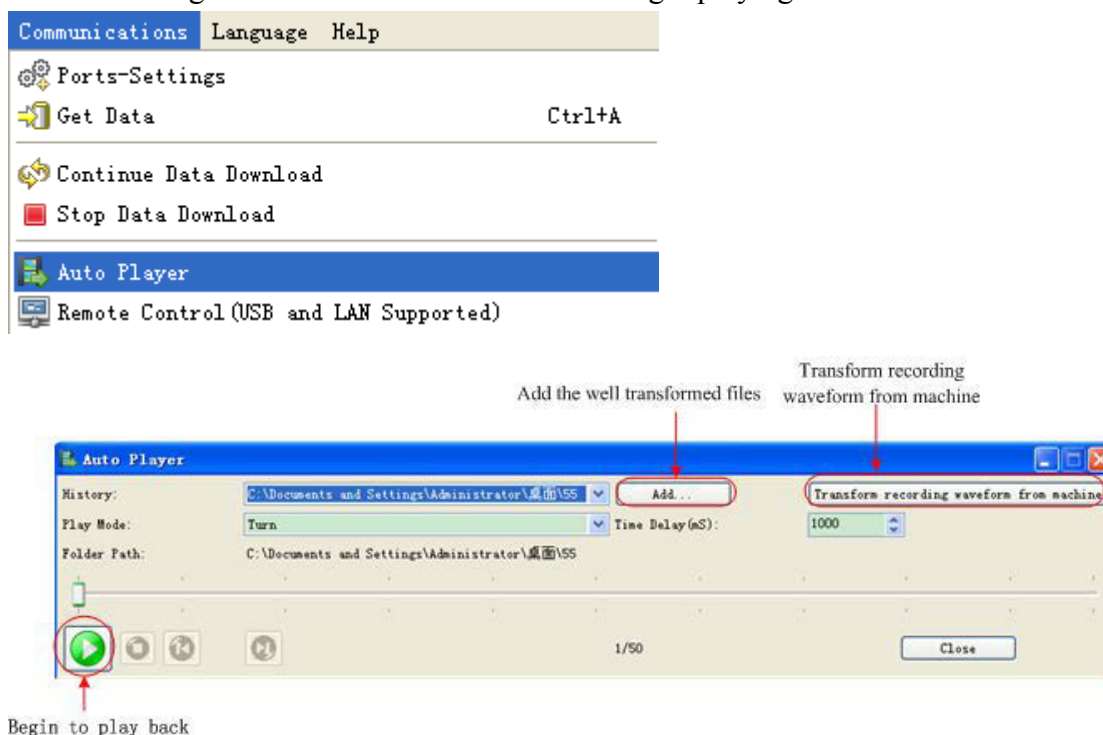 Communications Language Help
Ports-Settings
Get Data Ctrl+A
Continue Data Download
Stop Data Download
Auto Player
Remote Control(USB and LAN Supported)
Transform recording
Add the well transformed files waveform from machine
Auto Player
History: C:\Documents and Settings\Administrator\桌面\55 Add... Transform recording waveform from machine
Play Mode: Turn Time Delay(mS): 1000
Folder Path: C:\Documents and Settings\Administrator\桌面\55
1/50 Close
Begin to play back